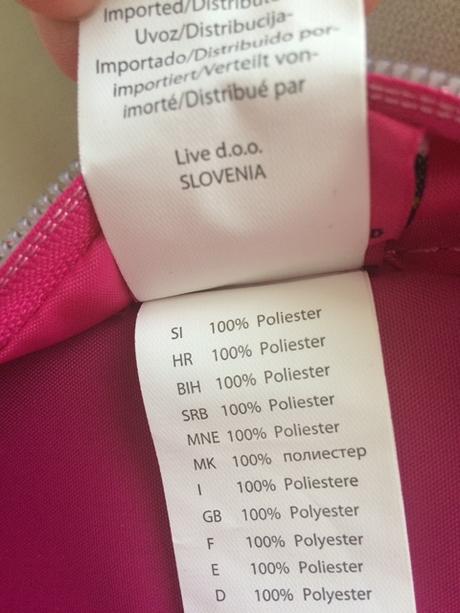 Imported/Distribut
Uvoz/Distribucija-
Importado/Distribuido por-
importiert/Verteilt von-
imorté/Distribué par
Live d.o.o.
SLOVENIA
SI 100% Poliester
HR 100% Poliester
BIH 100% Poliester
SRB 100% Poliester
MNE 100% Poliester
MK 100% полиестер
I 100% Poliestere
GB 100% Polyester
F 100% Polyester
E 100% Poliester
D 100% Polyester